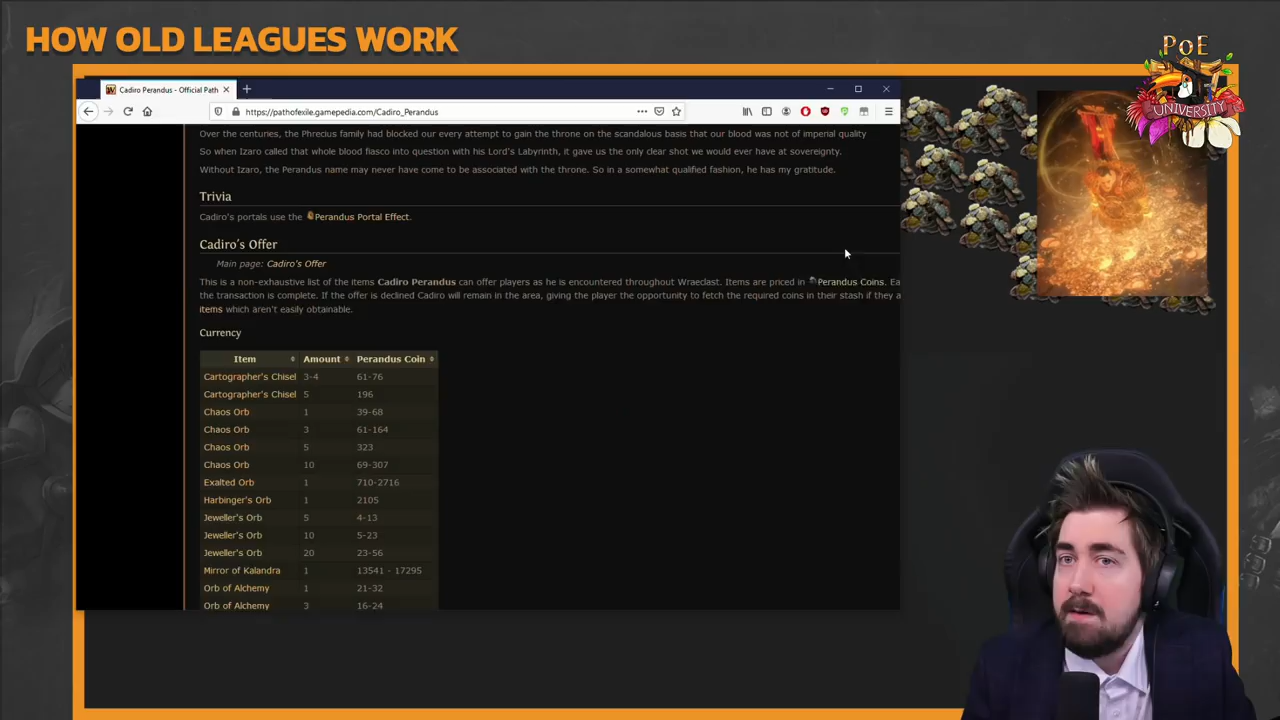 HOW OLD LEAGUES WORK
PoE
UNIVERSITY
Cadiro Perandus - Official Path
https://pathofexile.gamepedia.com/Cadiro_Perandus
Over the centuries, the Phrecius family had blocked our every attempt to gain the throne on the scandalous basis that our blood was not of imperial quality
So when Izaro called that whole blood fiasco into question with his Lord's Labyrinth, it gave us the only clear shot we would ever have at sovereignty.
Without Izaro, the Perandus name may never have come to be associated with the throne. So in a somewhat qualified fashion, he has my gratitude.
Trivia
Cadiro's portals use the Perandus Portal Effect.
Cadiro's Offer
Main page: Cadiro's Offer
This is a non-exhaustive list of the items Cadiro Perandus can offer players as he is encountered throughout Wraeclast. Items are priced in Perandus Coins. Ea
the transaction is complete. If the offer is declined Cadiro will remain in the area, giving the player the opportunity to fetch the required coins in their stash if they a
items which aren't easily obtainable.
Currency
Item Amount Perandus Coin
Cartographer's Chisel 3-4 61-76
Cartographer's Chisel 5 196
Chaos Orb 1 39-68
Chaos Orb 3 61-164
Chaos Orb 5 323
Chaos Orb 10 69-307
Exalted Orb 1 710-2716
Harbinger's Orb 1 2105
Jeweller's Orb 5 4-13
Jeweller's Orb 10 5-23
Jeweller's Orb 20 23-56
Mirror of Kalandra 1 13541 - 17295
Orb of Alchemy 1 21-32
Orb of Alchemy 3 16-24